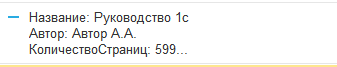 Название: Руководство 1с
Автор: Автор А.А.
КоличествоСтраниц: 599...